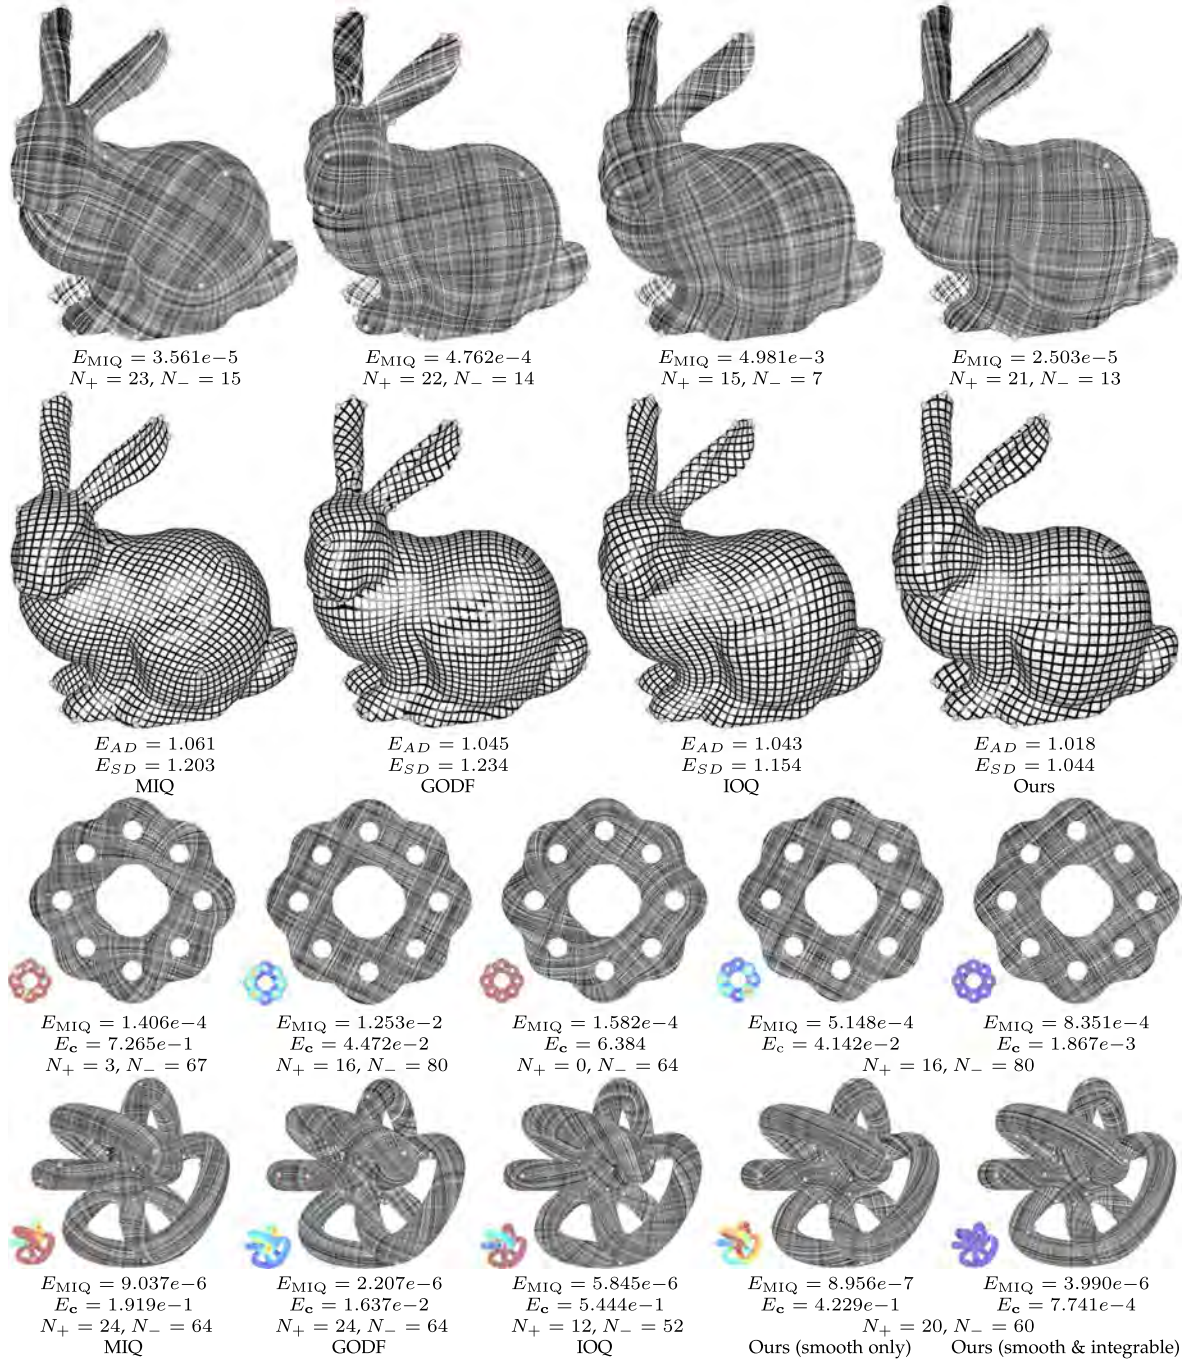 E_MIQ = 3.561e−5 E_MIQ = 4.762e−4 E_MIQ = 4.981e−3 E_MIQ = 2.503e−5
N_+ = 23, N_− = 15 N_+ = 22, N_− = 14 N_+ = 15, N_− = 7 N_+ = 21, N_− = 13
E_AD = 1.061 E_AD = 1.045 E_AD = 1.043 E_AD = 1.018
E_SD = 1.203 E_SD = 1.234 E_SD = 1.154 E_SD = 1.044
MIQ GODF IOQ Ours
E_MIQ = 1.406e−4 E_MIQ = 1.253e−2 E_MIQ = 1.582e−4 E_MIQ = 5.148e−4 E_MIQ = 8.351e−4
E_c = 7.265e−1 E_c = 4.472e−2 E_c = 6.384 E_c = 4.142e−2 E_c = 1.867e−3
N_+ = 3, N_− = 67 N_+ = 16, N_− = 80 N_+ = 0, N_− = 64 N_+ = 16, N_− = 80
E_MIQ = 9.037e−6 E_MIQ = 2.207e−6 E_MIQ = 5.845e−6 E_MIQ = 8.956e−7 E_MIQ = 3.990e−6
E_c = 1.919e−1 E_c = 1.637e−2 E_c = 5.444e−1 E_c = 4.229e−1 E_c = 7.741e−4
N_+ = 24, N_− = 64 N_+ = 24, N_− = 64 N_+ = 12, N_− = 52 N_+ = 20, N_− = 60
MIQ GODF IOQ Ours (smooth only) Ours (smooth & integrable)